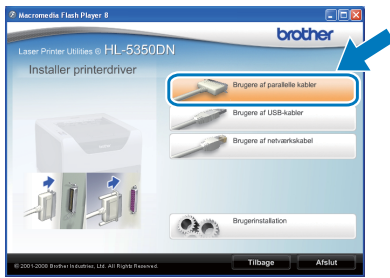 Macromedia Flash Player 8
brother
Laser Printer Utilities HL-5350DN
Installer printerdriver
Brugere af parallelle kabler
Brugere af USB-kabler
Brugere af netværkskabel
Brugerinstallation
© 2001-2008 Brother Industries, Ltd. All Rights Reserved.
Tilbage
Afslut